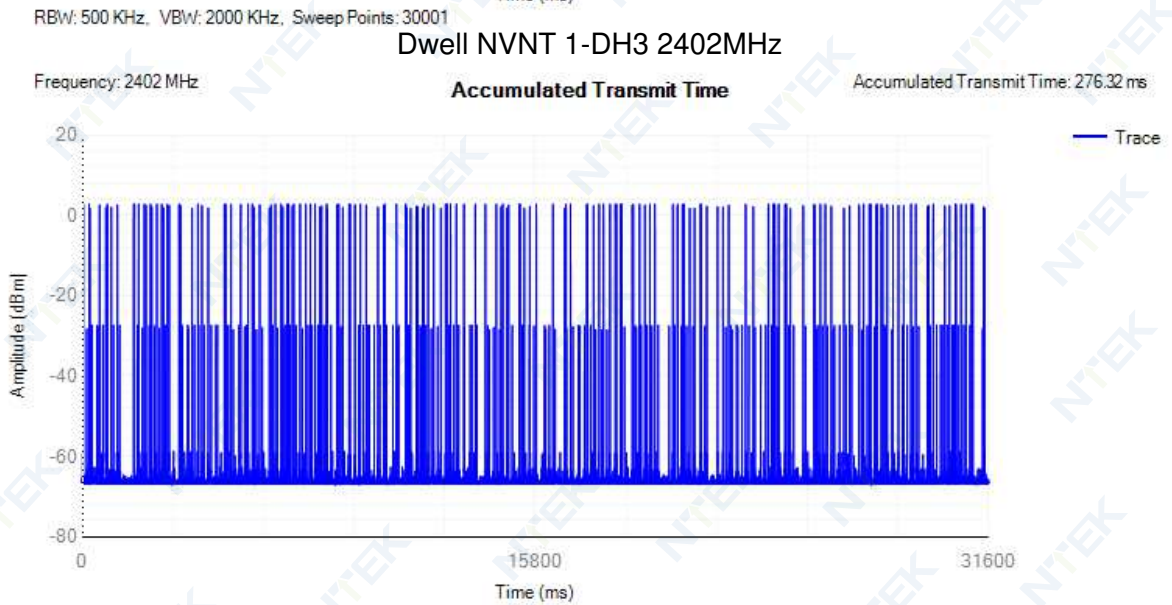 RBW: 500 KHz, VBW: 2000 KHz, Sweep Points: 30001
Dwell NVNT 1-DH3 2402MHz
Frequency: 2402 MHz
Accumulated Transmit Time
Accumulated Transmit Time: 276.32 ms
Trace
20
0
-20
-40
-60
-80
Amplitude [dBm]
0
15800
31600
Time (ms)
NTEK